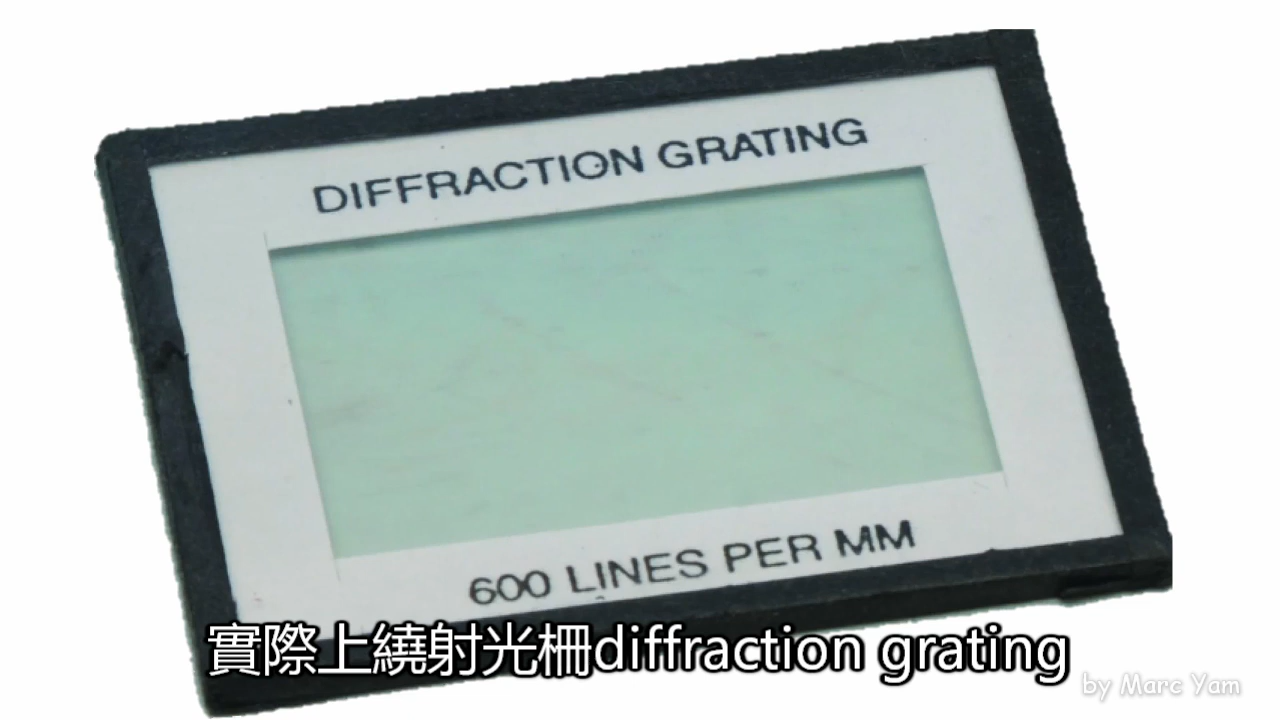 DIFFRACTION GRATING
600 LINES PER MM
實際上繞射光柵diffraction grating
by Marc Yam